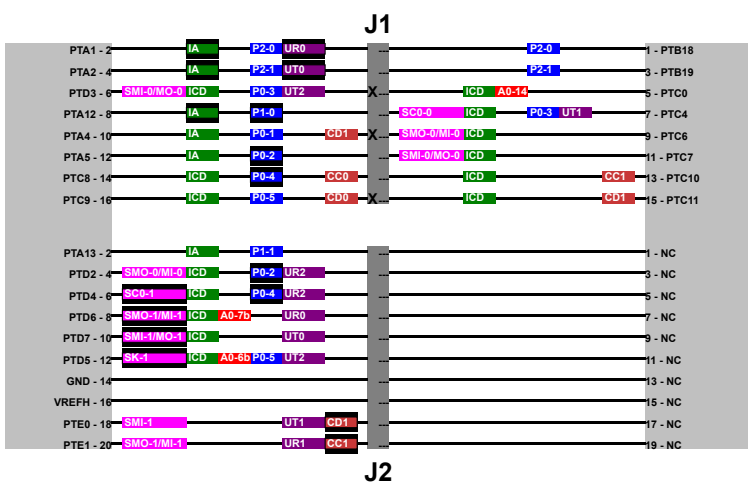 J1
PTA1 - 2 IA P2-0 UR0 --- P2-0 1 - PTB18
PTA2 - 4 IA P2-1 UT0 --- P2-1 3 - PTB19
PTD3 - 6 SMI-0/MO-0 ICD P0-3 UT2 X --- ICD A0-14 5 - PTC0
PTA12 - 8 IA P1-0 --- SC0-0 ICD P0-3 UT1 7 - PTC4
PTA4 - 10 IA P0-1 CD1 X --- SMO-0/MI-0 ICD 9 - PTC6
PTA5 - 12 IA P0-2 --- SMI-0/MO-0 ICD 11 - PTC7
PTC8 - 14 ICD P0-4 CC0 --- ICD CC1 13 - PTC10
PTC9 - 16 ICD P0-5 CD0 X --- ICD CD1 15 - PTC11
PTA13 - 2 IA P1-1 --- 1 - NC
PTD2 - 4 SMO-0/MI-0 ICD P0-2 UR2 --- 3 - NC
PTD4 - 6 SC0-1 ICD P0-4 UR2 --- 5 - NC
PTD6 - 8 SMO-1/MI-1 ICD A0-7b UR0 --- 7 - NC
PTD7 - 10 SMI-1/MO-1 ICD UT0 --- 9 - NC
PTD5 - 12 SK-1 ICD A0-6b P0-5 UT2 --- 11 - NC
GND - 14 --- 13 - NC
VREFH - 16 --- 15 - NC
PTE0 - 18 SMI-1 UT1 CD1 --- 17 - NC
PTE1 - 20 SMO-1/MI-1 UR1 CC1 --- 19 - NC
J2